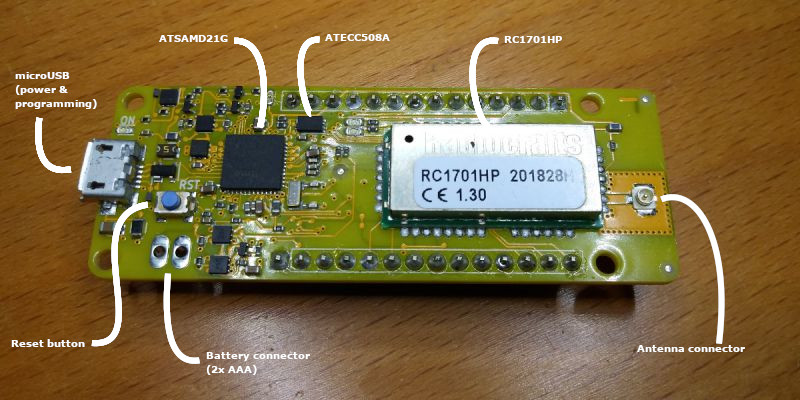 ATSAMD21G
ATECC508A
RC1701HP
microUSB
(power &
programming)
ON
RST
RC1701HP 201828
CE 1.30
Reset button
Battery connector
(2x AAA)
Antenna connector